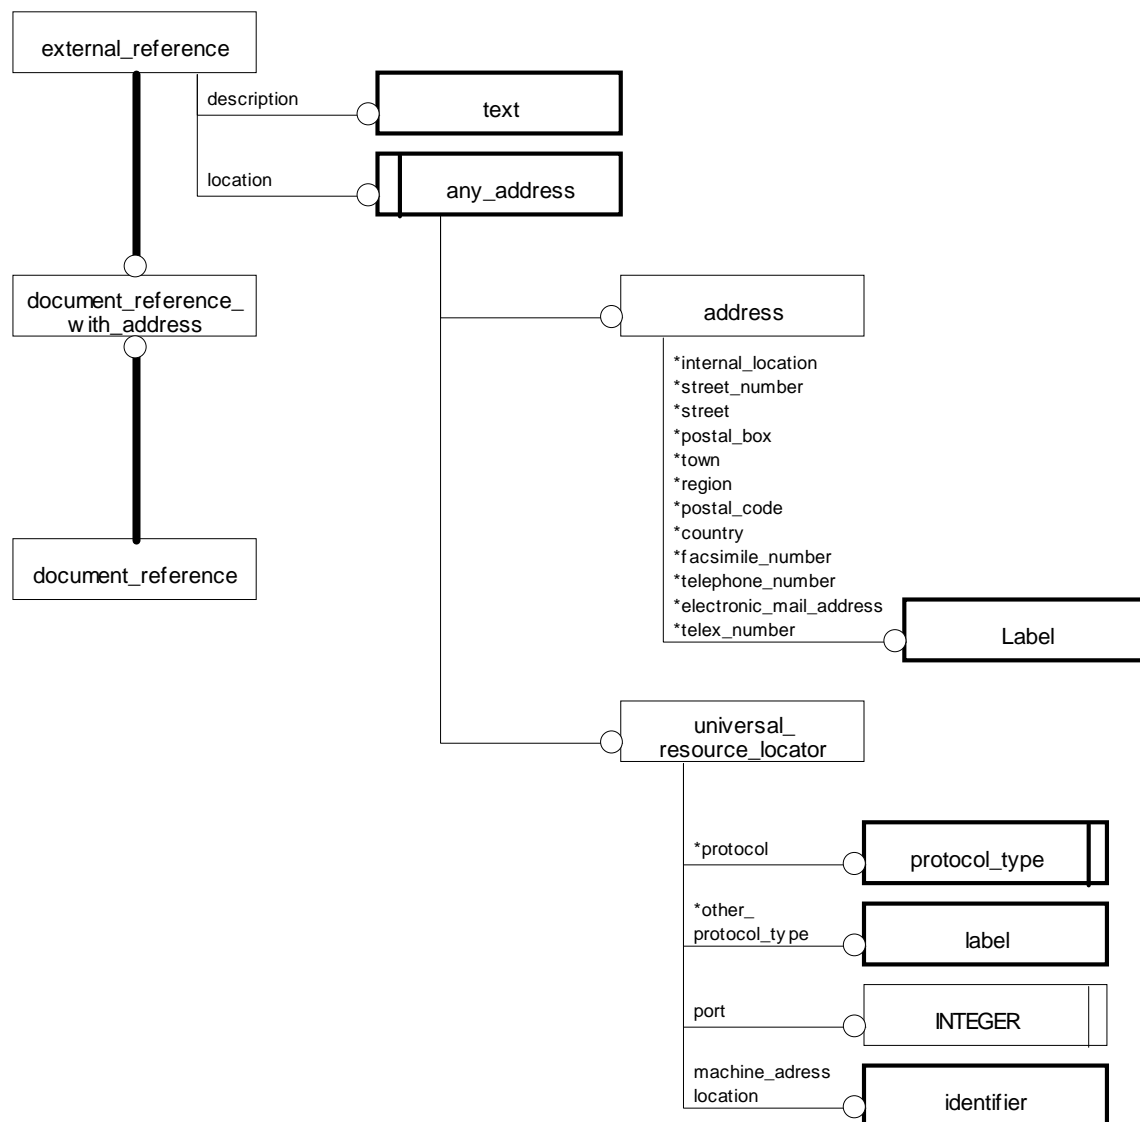 external_reference
description
text
location
any_address
document_reference_
with_address
address
*internal_location
*street_number
*street
*postal_box
*town
*region
*postal_code
*country
*facsimile_number
*telephone_number
*electronic_mail_address
*telex_number
document_reference
Label
universal_
resource_locator
*protocol
protocol_type
*other_
protocol_type
label
port
INTEGER
machine_adress
location
identifier